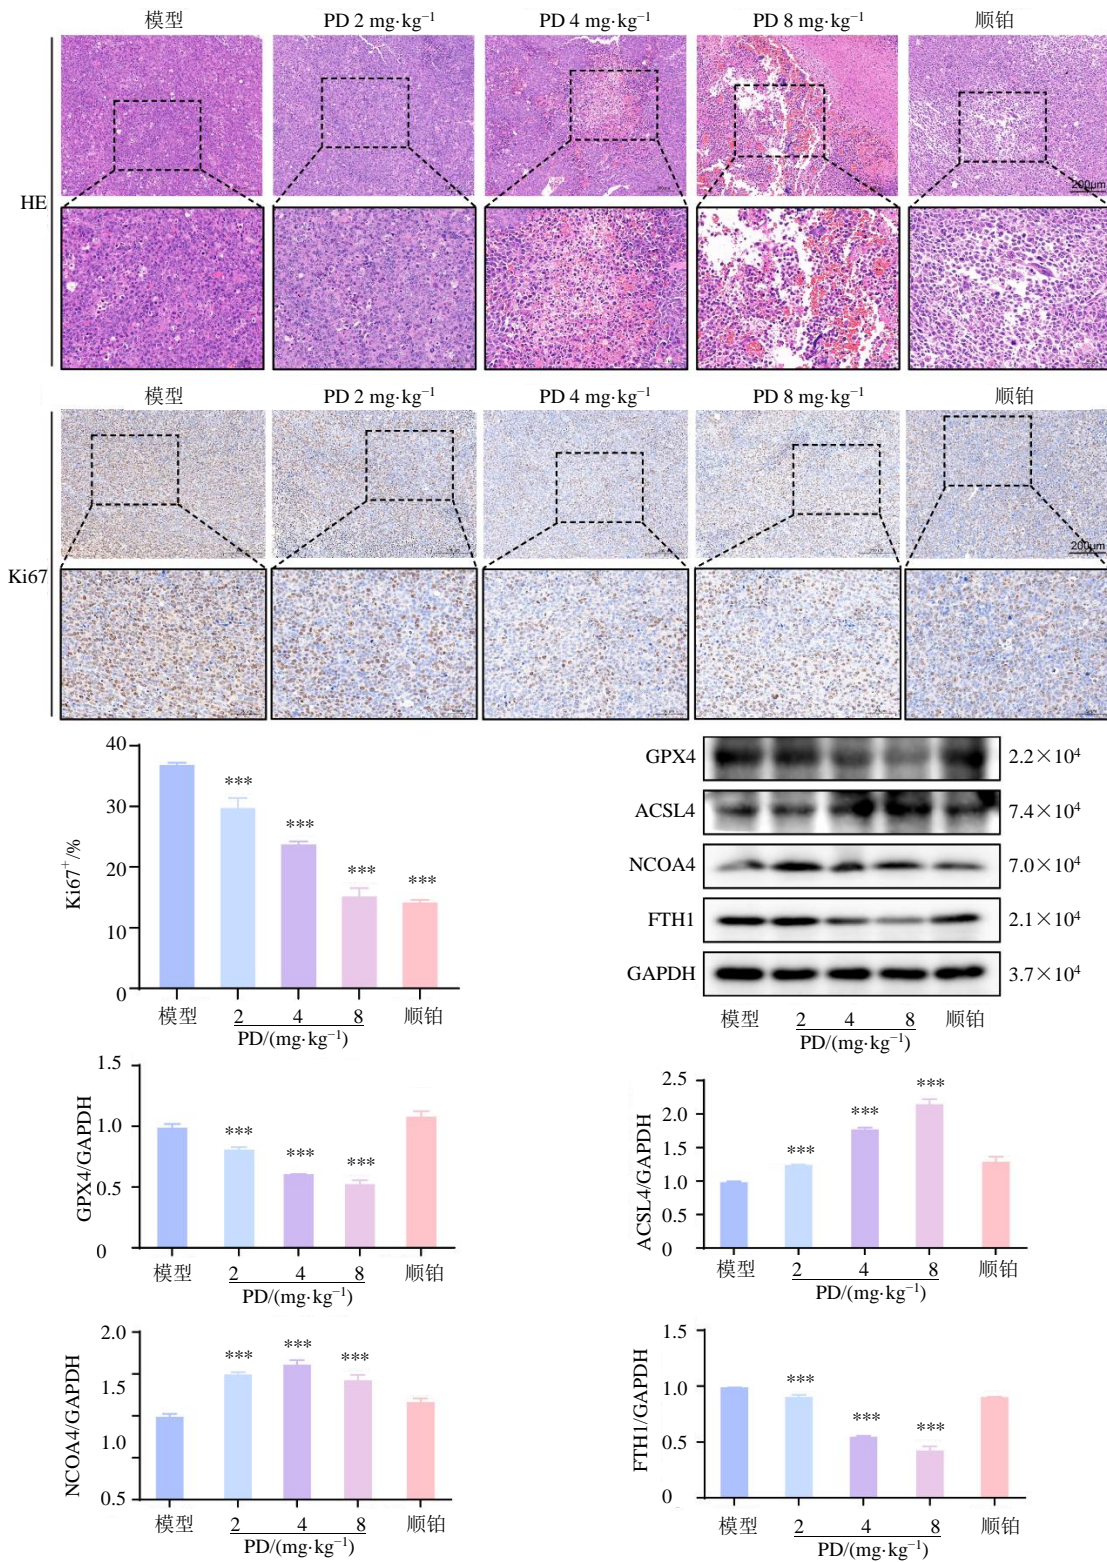 模型 PD 2 mg·kg⁻¹ PD 4 mg·kg⁻¹ PD 8 mg·kg⁻¹ 顺铂
HE
200μm
模型 PD 2 mg·kg⁻¹ PD 4 mg·kg⁻¹ PD 8 mg·kg⁻¹ 顺铂
Ki67
200μm
Ki67⁺/%
40
30
20
10
0
*** *** *** ***
模型 2 4 8 顺铂
PD/(mg·kg⁻¹)
GPX4 2.2×10⁴
ACSL4 7.4×10⁴
NCOA4 7.0×10⁴
FTH1 2.1×10⁴
GAPDH 3.7×10⁴
模型 2 4 8 顺铂
PD/(mg·kg⁻¹)
GPX4/GAPDH
1.5
1.0
0.5
0
*** *** ***
模型 2 4 8 顺铂
PD/(mg·kg⁻¹)
ACSL4/GAPDH
2.5
2.0
1.5
1.0
0.5
0
*** *** ***
模型 2 4 8 顺铂
PD/(mg·kg⁻¹)
NCOA4/GAPDH
2.0
1.5
1.0
0.5
*** *** ***
模型 2 4 8 顺铂
PD/(mg·kg⁻¹)
FTH1/GAPDH
1.5
1.0
0.5
0
*** *** ***
模型 2 4 8 顺铂
PD/(mg·kg⁻¹)